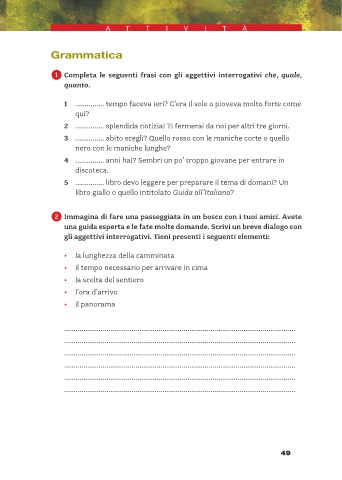 ATTIVITÀ
Grammatica
1 Completa le seguenti frasi con gli aggettivi interrogativi che, quale,
quanto.
1 .............. tempo faceva ieri? C'era il sole o pioveva molto forte come
qui?
2 .............. splendida notizia! Ti fermerai da noi per altri tre giorni.
3 .............. abito scegli? Quello rosso con le maniche corte o quello
nero con le maniche lunghe?
4 .............. anni hai? Sembri un po' troppo giovane per entrare in
discoteca.
5 .............. libro devo leggere per preparare il tema di domani? Un
libro giallo o quello intitolato Guida all'Italiano?
2 Immagina di fare una passeggiata in un bosco con i tuoi amici. Avete
una guida esperta e le fate molte domande. Scrivi un breve dialogo con
gli aggettivi interrogativi. Tieni presenti i seguenti elementi:
• la lunghezza della camminata
• il tempo necessario per arrivare in cima
• la scelta del sentiero
• l'ora d'arrivo
• il panorama
49